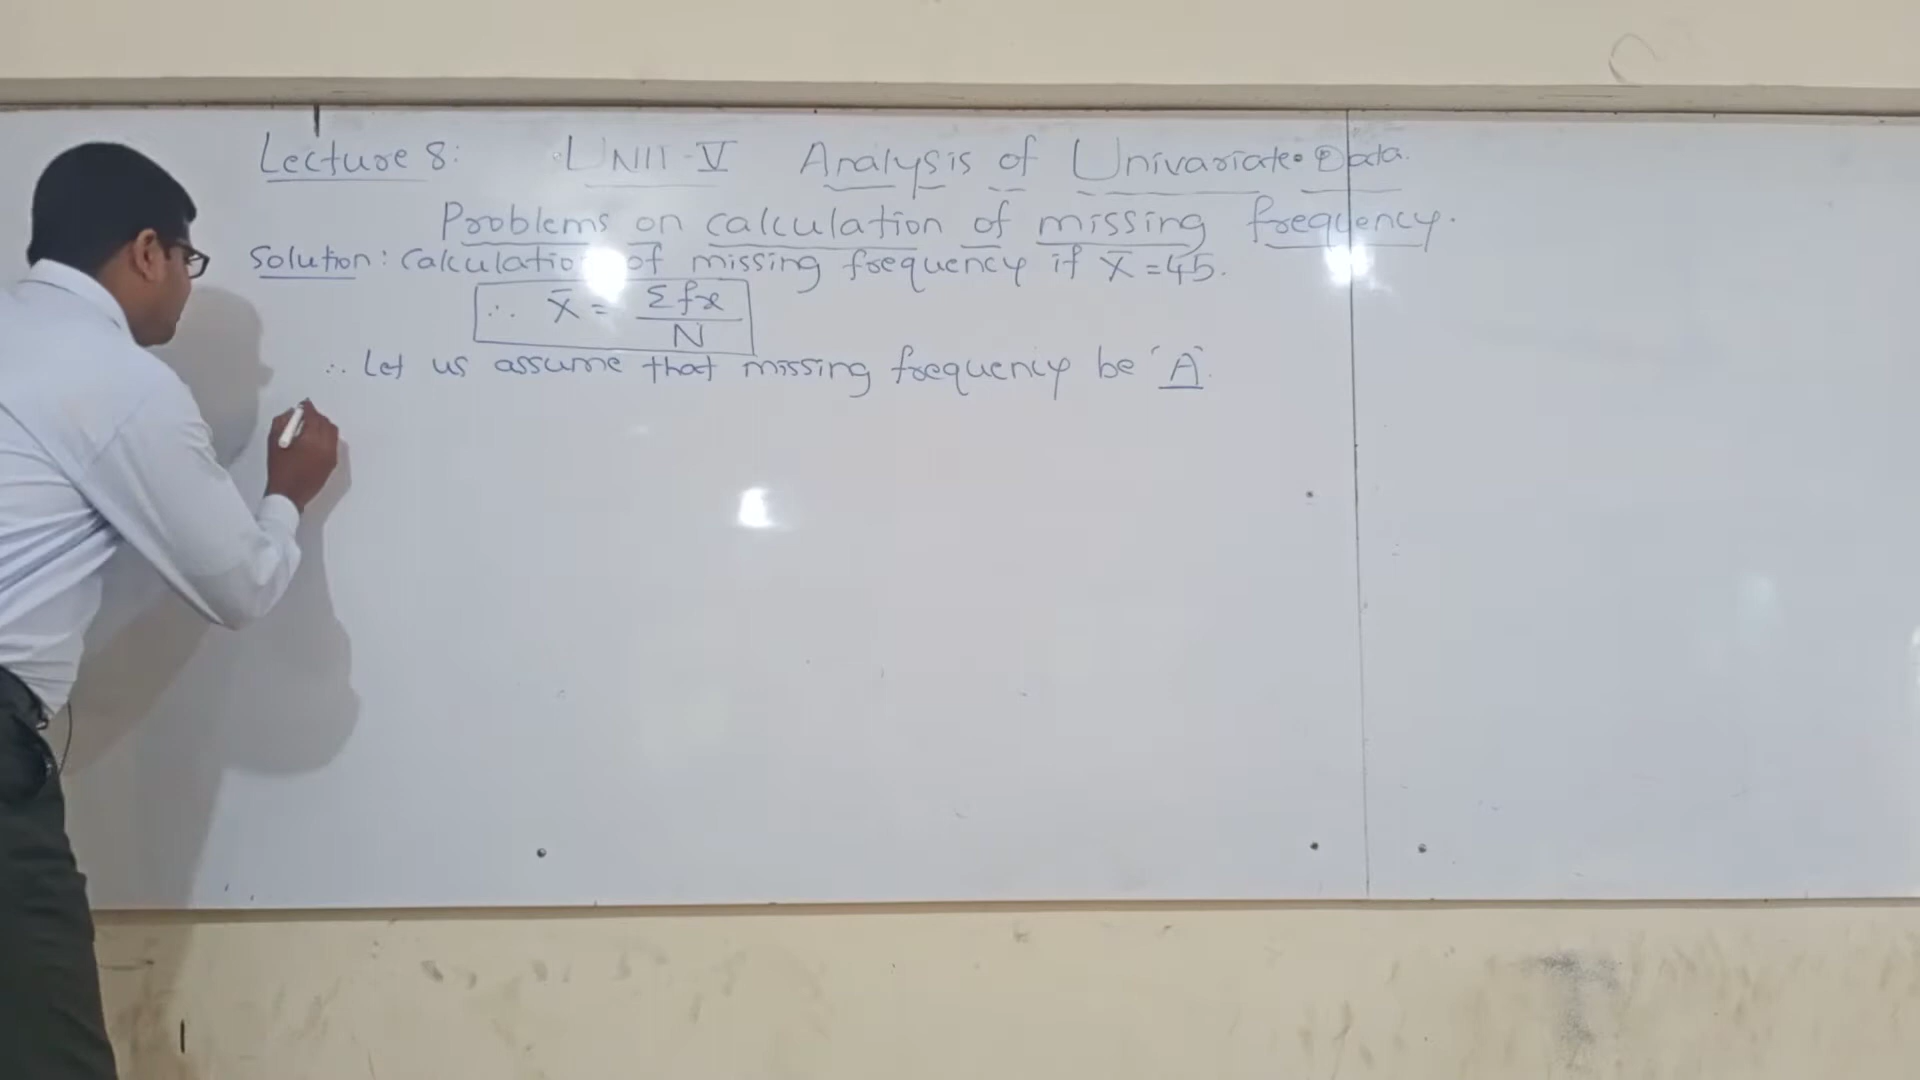 Lecture 8: UNIT-V Analysis of Univariate Data.
Problems on calculation of missing frequency.
Solution: Calculation of missing frequency if X̄ = 45.
∴ X̄ = Σfx / N
∴ Let us assume that missing frequency be 'A'.